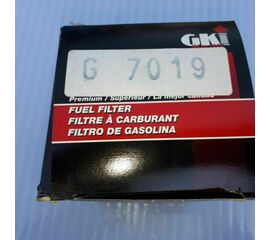 GKI
G 7019
Premium / Supérieur / La Mejor Calidad
FUEL FILTER
FILTRE À CARBURANT
FILTRO DE GASOLINA